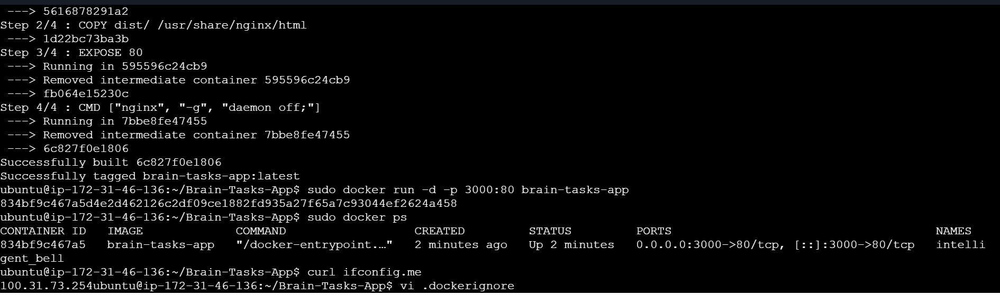 ---> 5616878291a2
Step 2/4 : COPY dist/ /usr/share/nginx/html
 ---> 1d22bc73ba3b
Step 3/4 : EXPOSE 80
 ---> Running in 595596c24cb9
 ---> Removed intermediate container 595596c24cb9
 ---> fb064e15230c
Step 4/4 : CMD ["nginx", "-g", "daemon off;"]
 ---> Running in 7bbe8fe47455
 ---> Removed intermediate container 7bbe8fe47455
 ---> 6c827f0e1806
Successfully built 6c827f0e1806
Successfully tagged brain-tasks-app:latest
ubuntu@ip-172-31-46-136:~/Brain-Tasks-App$ sudo docker run -d -p 3000:80 brain-tasks-app
834bf9c467a5d4e2d462126c2df09ce1882fd935a27f65a7c93044ef2624a458
ubuntu@ip-172-31-46-136:~/Brain-Tasks-App$ sudo docker ps
CONTAINER ID   IMAGE             COMMAND                  CREATED         STATUS         PORTS                                     NAMES
834bf9c467a5   brain-tasks-app   "/docker-entrypoint.…"   2 minutes ago   Up 2 minutes   0.0.0.0:3000->80/tcp, [::]:3000->80/tcp   intelli
gent_bell
ubuntu@ip-172-31-46-136:~/Brain-Tasks-App$ curl ifconfig.me
100.31.73.254ubuntu@ip-172-31-46-136:~/Brain-Tasks-App$ vi .dockerignore